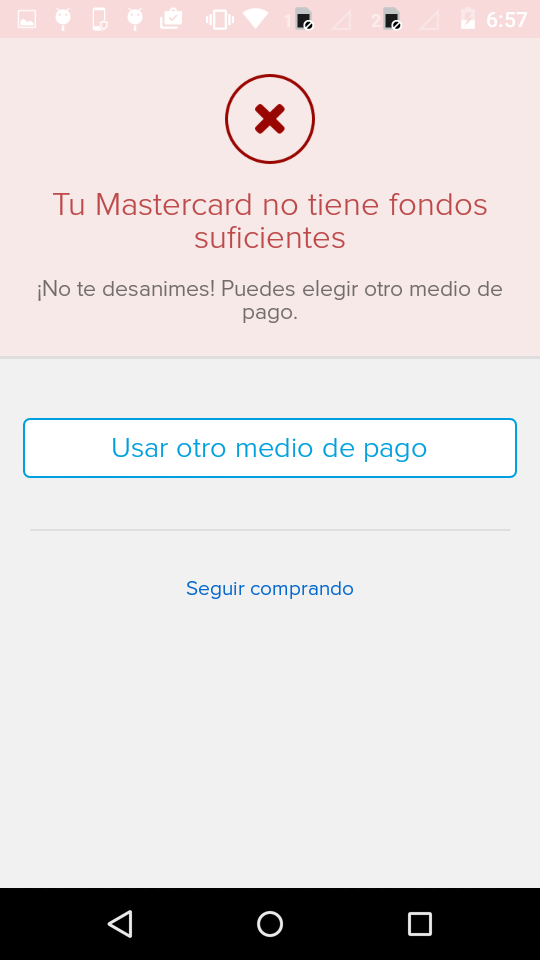 1 2 6:57
Tu Mastercard no tiene fondos
suficientes
¡No te desanimes! Puedes elegir otro medio de
pago.
Usar otro medio de pago
Seguir comprando